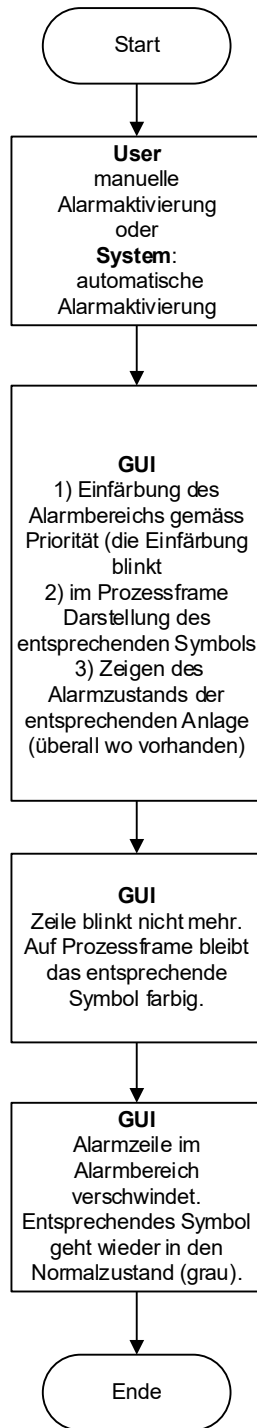 Start
User
manuelle
Alarmaktivierung
oder
System:
automatische
Alarmaktivierung
GUI
1) Einfärbung des
Alarmbereichs gemäss
Priorität (die Einfärbung
blinkt
2) im Prozessframe
Darstellung des
entsprechenden Symbols
3) Zeigen des
Alarmzustands der
entsprechenden Anlage
(überall wo vorhanden)
GUI
Zeile blinkt nicht mehr.
Auf Prozessframe bleibt
das entsprechende
Symbol farbig.
GUI
Alarmzeile im
Alarmbereich
verschwindet.
Entsprechendes Symbol
geht wieder in den
Normalzustand (grau).
Ende